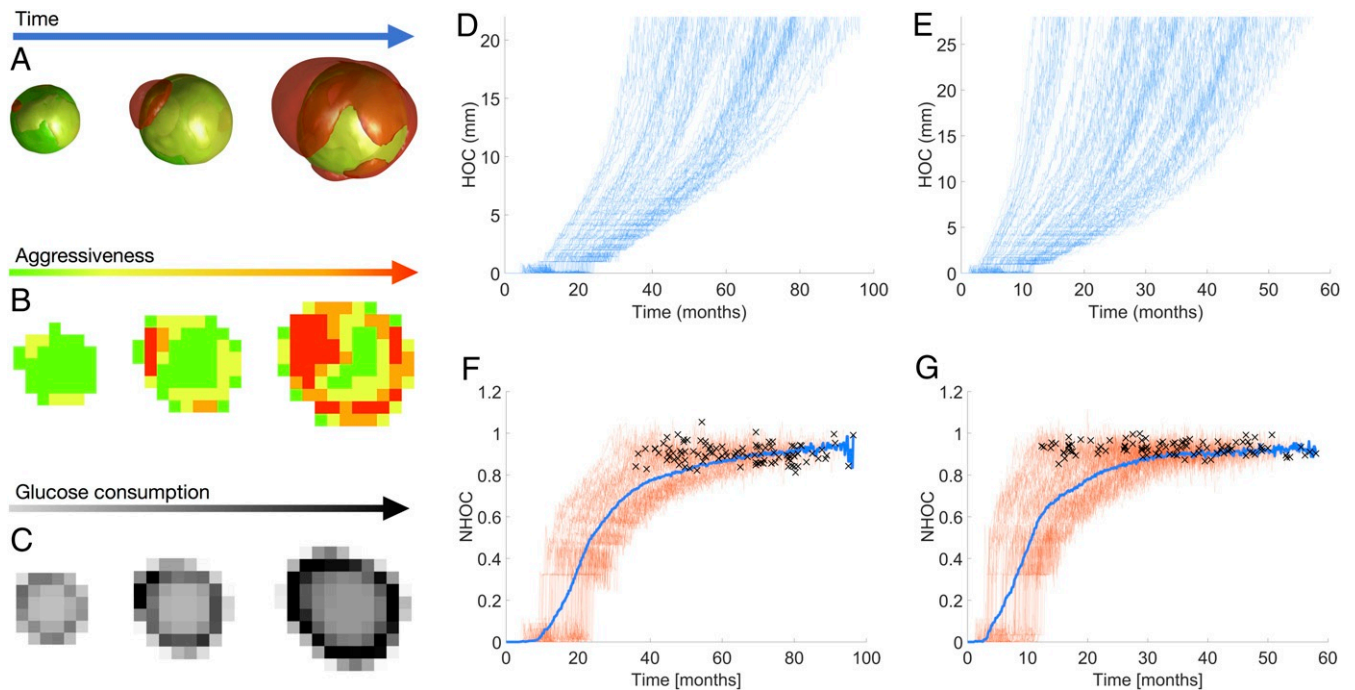 Time
A
Aggressiveness
B
Glucose consumption
C
D
20
15
10
5
0
HOC (mm)
0 20 40 60 80 100
Time (months)
E
25
20
15
10
5
0
HOC (mm)
0 10 20 30 40 50 60
Time (months)
F
1.2
1
0.8
0.6
0.4
0.2
0
NHOC
0 20 40 60 80 100
Time [months]
G
1.2
1
0.8
0.6
0.4
0.2
0
NHOC
0 10 20 30 40 50 60
Time [months]